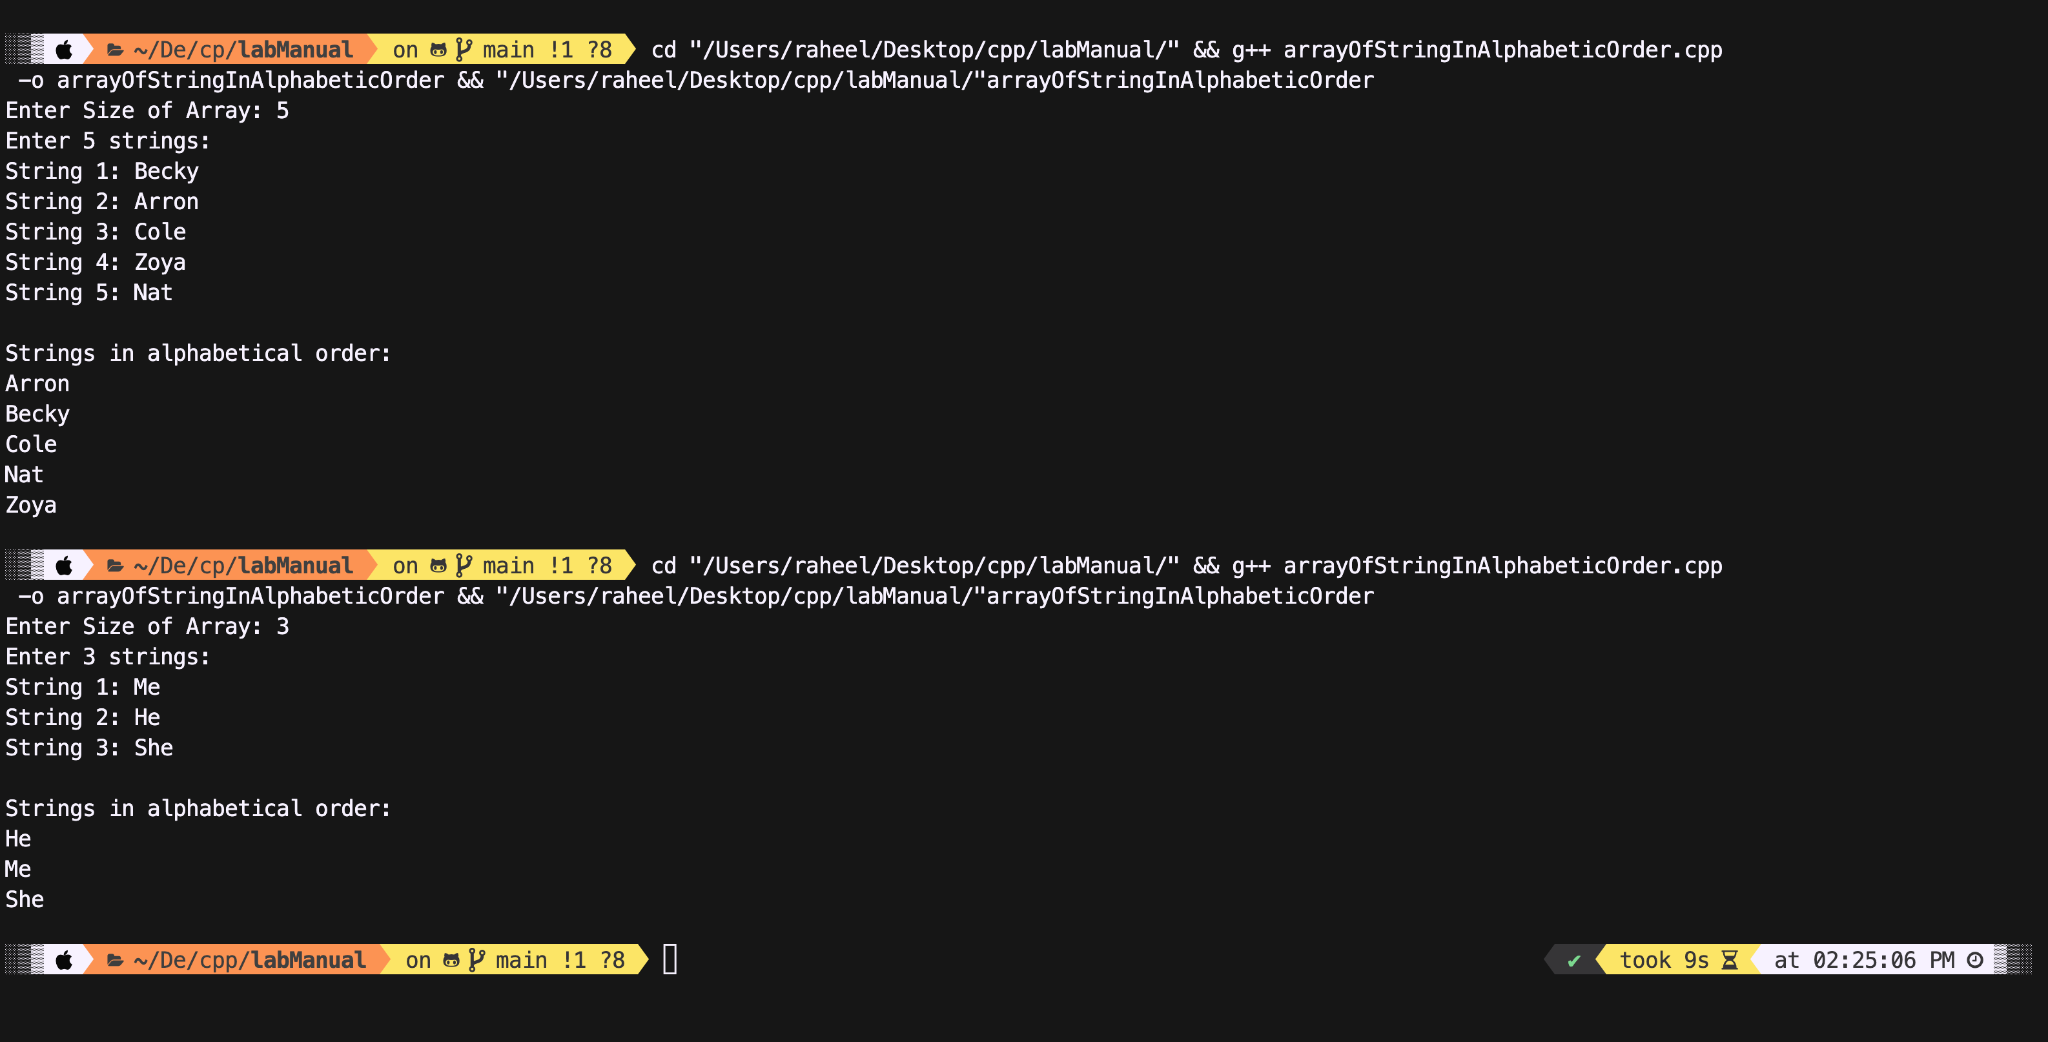 ~/De/cp/labManual on main !1 ?8 cd "/Users/raheel/Desktop/cpp/labManual/" && g++ arrayOfStringInAlphabeticOrder.cpp
-o arrayOfStringInAlphabeticOrder && "/Users/raheel/Desktop/cpp/labManual/"arrayOfStringInAlphabeticOrder
Enter Size of Array: 5
Enter 5 strings:
String 1: Becky
String 2: Arron
String 3: Cole
String 4: Zoya
String 5: Nat
Strings in alphabetical order:
Arron
Becky
Cole
Nat
Zoya
~/De/cp/labManual on main !1 ?8 cd "/Users/raheel/Desktop/cpp/labManual/" && g++ arrayOfStringInAlphabeticOrder.cpp
-o arrayOfStringInAlphabeticOrder && "/Users/raheel/Desktop/cpp/labManual/"arrayOfStringInAlphabeticOrder
Enter Size of Array: 3
Enter 3 strings:
String 1: Me
String 2: He
String 3: She
Strings in alphabetical order:
He
Me
She
~/De/cpp/labManual on main !1 ?8 ✔ took 9s at 02:25:06 PM